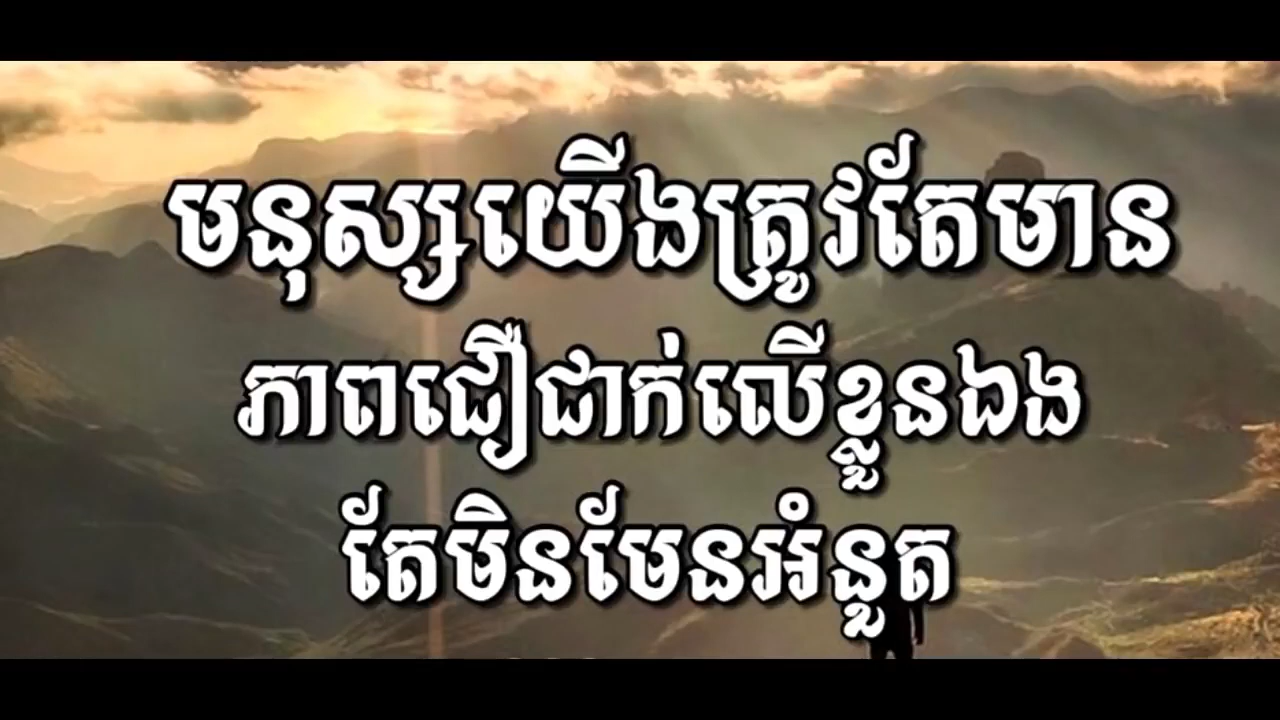 មនុស្សយើងត្រូវតែមាន
ភាពជឿជាក់លើខ្លួនឯង
តែមិនមែនអំនួត